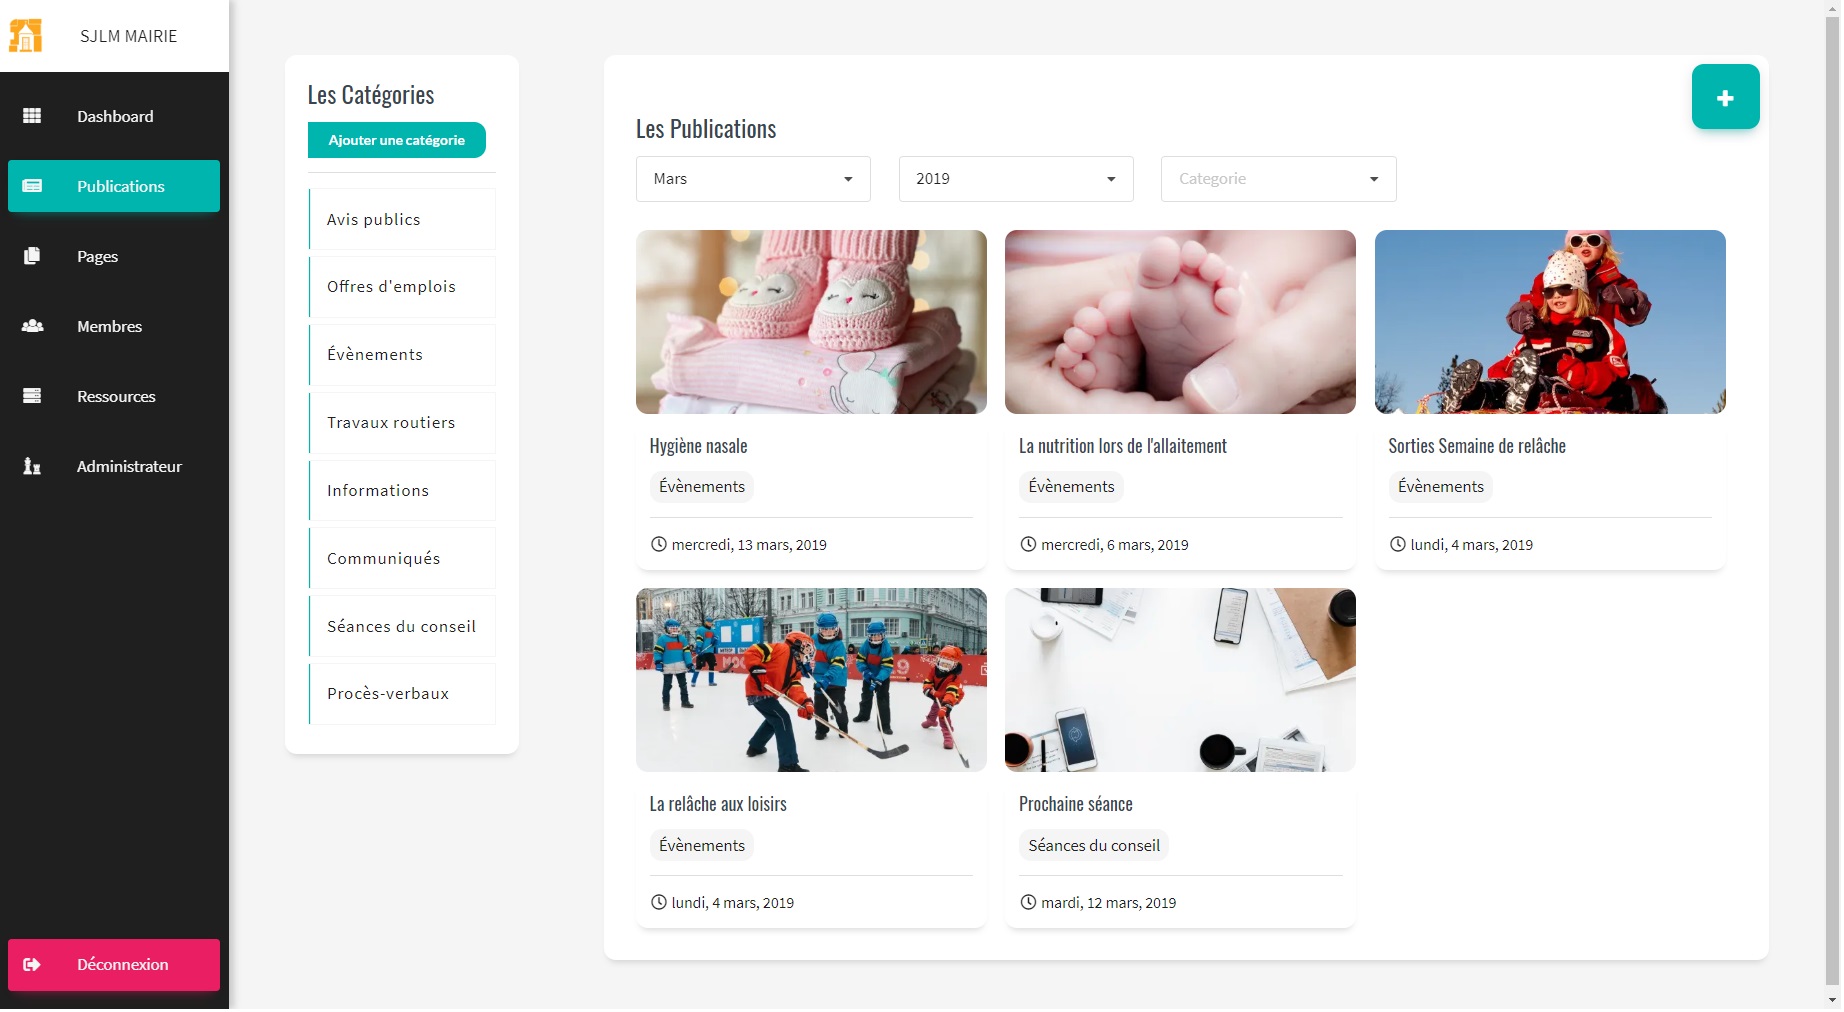 SJLM MAIRIE
Dashboard
Publications
Pages
Membres
Ressources
Administrateur
Déconnexion
Les Catégories
Ajouter une catégorie
Avis publics
Offres d'emplois
Évènements
Travaux routiers
Informations
Communiqués
Séances du conseil
Procès-verbaux
Les Publications
Mars
2019
Categorie
Hygiène nasale
Évènements
mercredi, 13 mars, 2019
La nutrition lors de l'allaitement
Évènements
mercredi, 6 mars, 2019
Sorties Semaine de relâche
Évènements
lundi, 4 mars, 2019
La relâche aux loisirs
Évènements
lundi, 4 mars, 2019
Prochaine séance
Séances du conseil
mardi, 12 mars, 2019